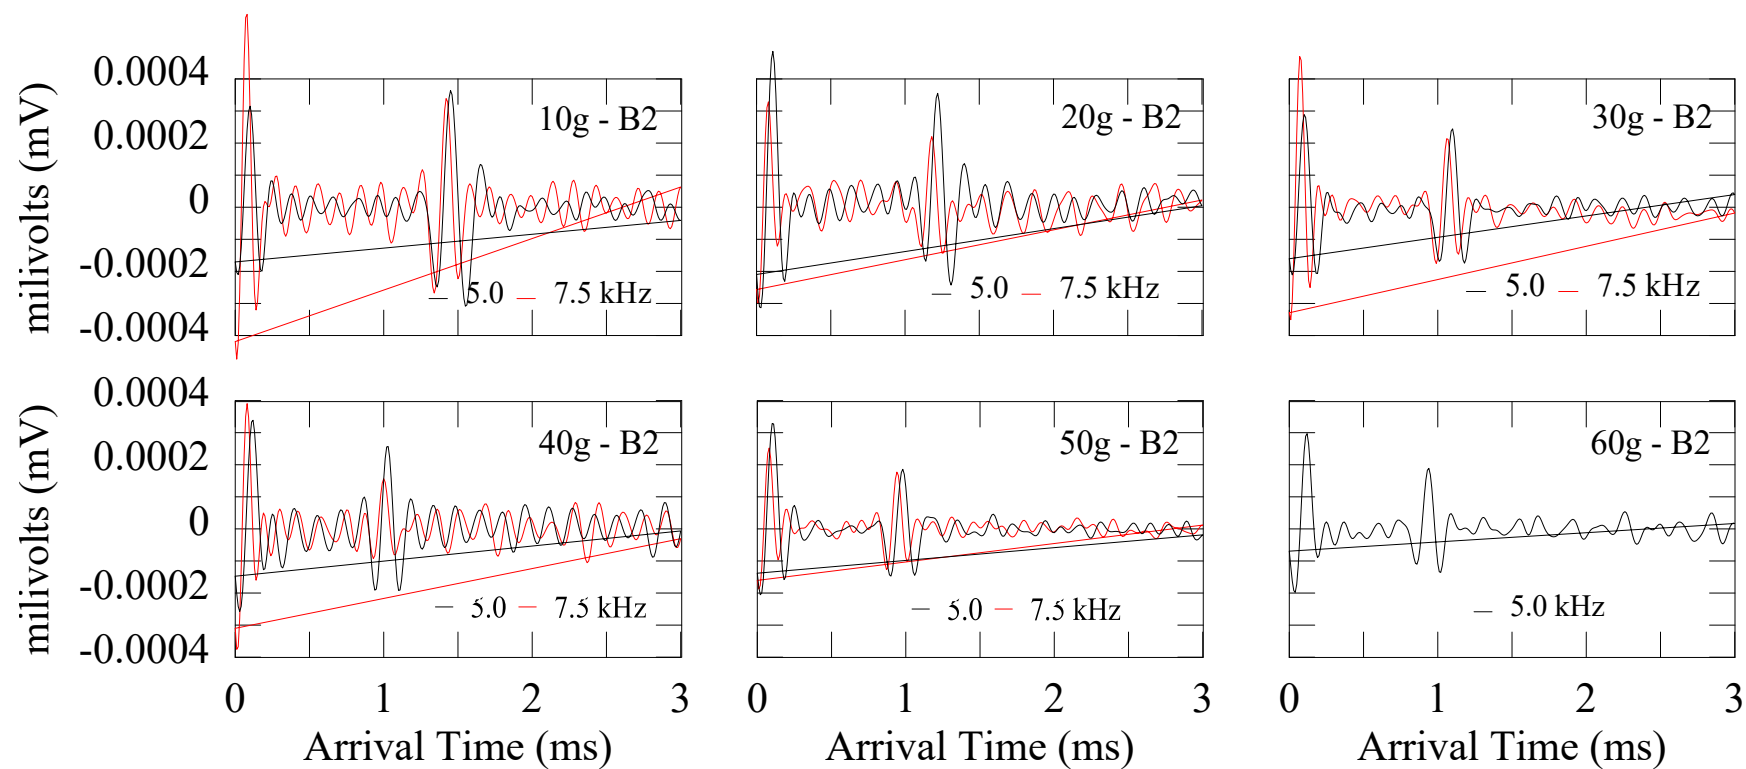 milivolts (mV)
0.0004
0.0002
0
-0.0002
-0.0004
10g - B2
5.0 7.5 kHz
20g - B2
5.0 7.5 kHz
30g - B2
5.0 7.5 kHz
milivolts (mV)
0.0004
0.0002
0
-0.0002
-0.0004
40g - B2
5.0 7.5 kHz
50g - B2
5.0 7.5 kHz
60g - B2
5.0 kHz
0 1 2 3
0 1 2 3
0 1 2 3
Arrival Time (ms)
Arrival Time (ms)
Arrival Time (ms)